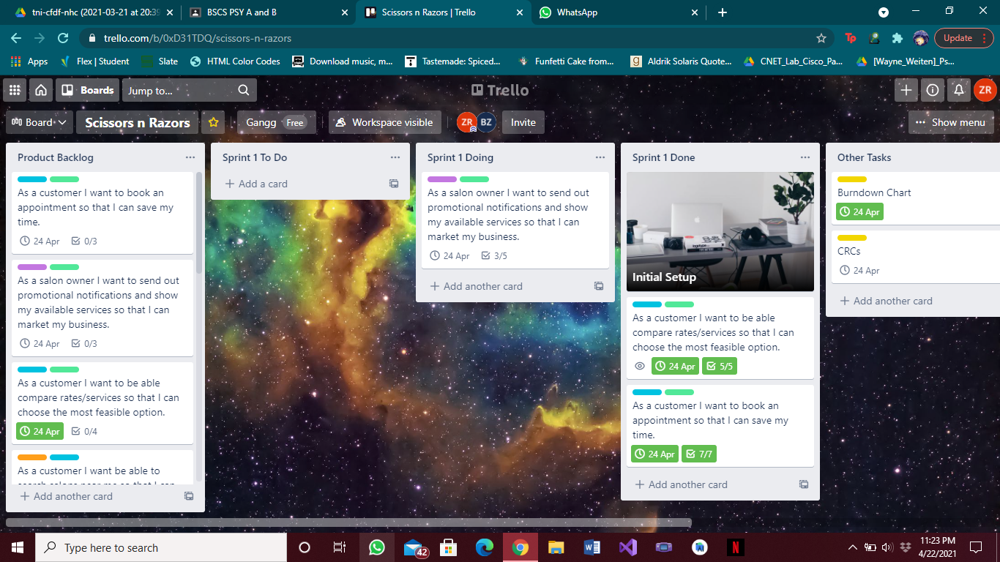 tni-cfdf-nhc (2021-03-21 at 20:39
BSCS PSY A and B
Scissors n Razors | Trello
WhatsApp
trello.com/b/0xD31TDQ/scissors-n-razors
Update
Apps
Flex | Student
Slate
HTML Color Codes
Download music, m...
Tastemade: Spiced...
Funfetti Cake from...
Aldrik Solaris Quote...
CNET_Lab_Cisco_Pa...
[Wayne_Weiten]_Ps...
Boards
Jump to...
Trello
ZR
Board
Scissors n Razors
Gangg Free
Workspace visible
ZR
BZ
Invite
Show menu
Product Backlog
As a customer I want to book an
appointment so that I can save my
time.
24 Apr 0/3
As a salon owner I want to send out
promotional notifications and show
my available services so that I can
market my business.
24 Apr 0/3
As a customer I want to be able
compare rates/services so that I can
choose the most feasible option.
24 Apr 0/4
As a customer I want be able to
search salons near me so that I can
+ Add another card
Sprint 1 To Do
+ Add a card
Sprint 1 Doing
As a salon owner I want to send out
promotional notifications and show
my available services so that I can
market my business.
24 Apr 3/5
+ Add another card
Sprint 1 Done
Initial Setup
As a customer I want to be able
compare rates/services so that I can
choose the most feasible option.
24 Apr 5/5
As a customer I want to book an
appointment so that I can save my
time.
24 Apr 7/7
+ Add another card
Other Tasks
Burndown Chart
24 Apr
CRCs
24 Apr
+ Add another card
Type here to search
42
11:23 PM
4/22/2021